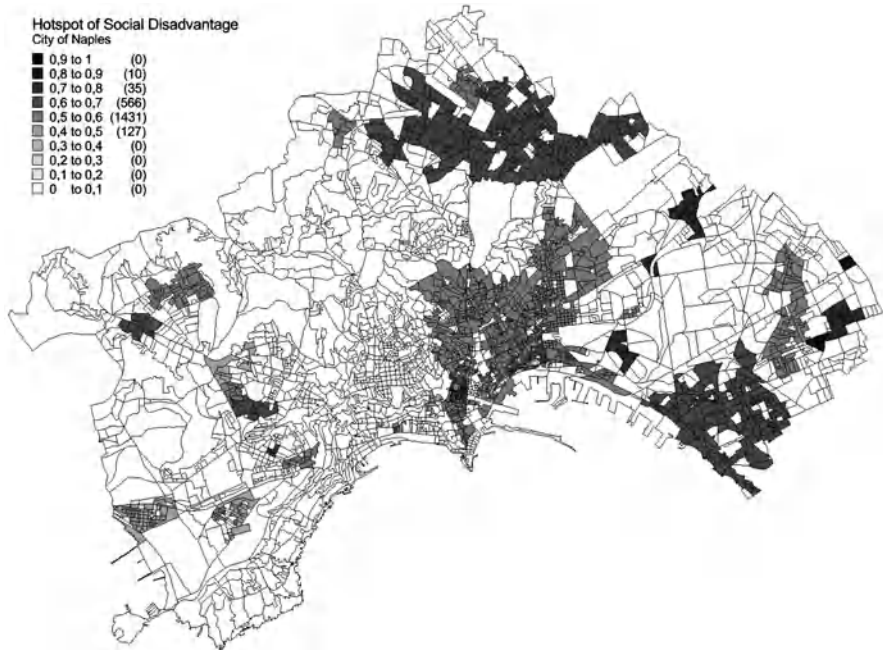 Hotspot of Social Disadvantage
City of Naples
0,9 to 1 (0)
0,8 to 0,9 (10)
0,7 to 0,8 (35)
0,6 to 0,7 (566)
0,5 to 0,6 (1431)
0,4 to 0,5 (127)
0,3 to 0,4 (0)
0,2 to 0,3 (0)
0,1 to 0,2 (0)
0 to 0,1 (0)